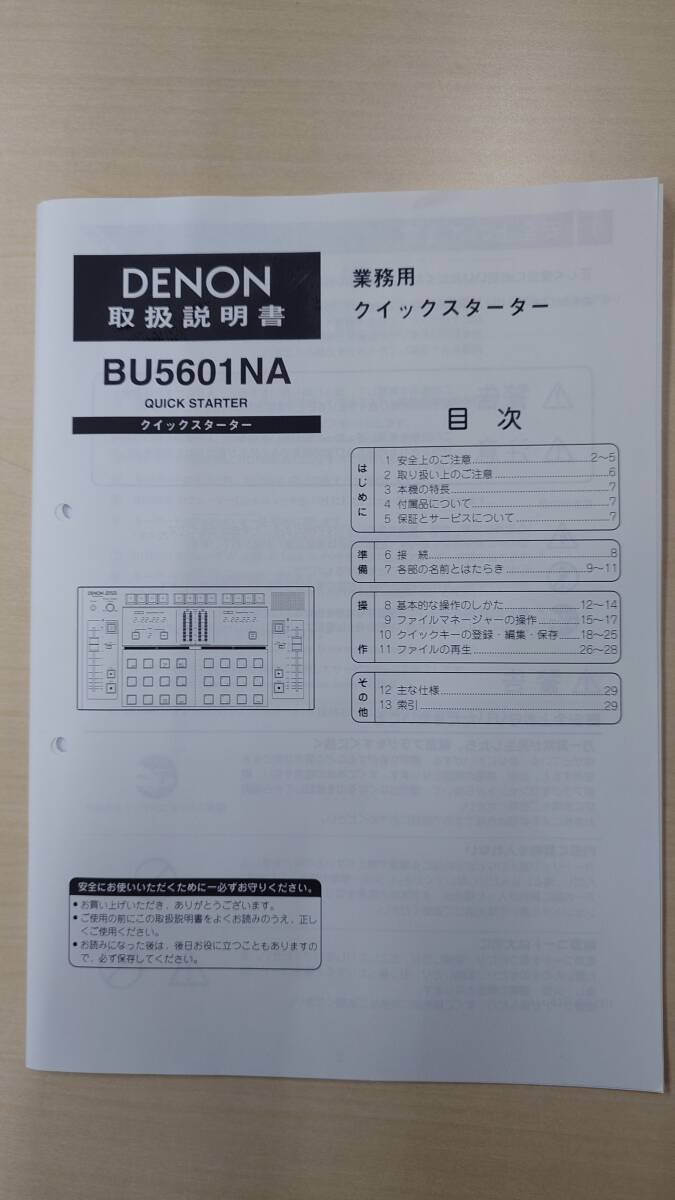 DENON
取扱説明書
BU5601NA
QUICK STARTER
クイックスターター
業務用
クイックスターター
目 次
はじめに
1 安全上のご注意……2～5
2 取り扱い上のご注意……6
3 本機の特長……7
4 付属品について……7
5 保証とサービスについて……7
準備
6 接 続……8
7 各部の名前とはたらき……9～11
操作
8 基本的な操作のしかた……12～14
9 ファイルマネージャーの操作……15～17
10 クイックキーの登録・編集・保存……18～25
11 ファイルの再生……26～28
その他
12 主な仕様……29
13 索引……29
安全にお使いいただくために―必ずお守りください。
●お買い上げいただき，ありがとうございます。
●ご使用の前にこの取扱説明書をよくお読みのうえ，正し
くご使用ください。
●お読みになった後は，後日お役に立つこともありますの
で，必ず保存してください。